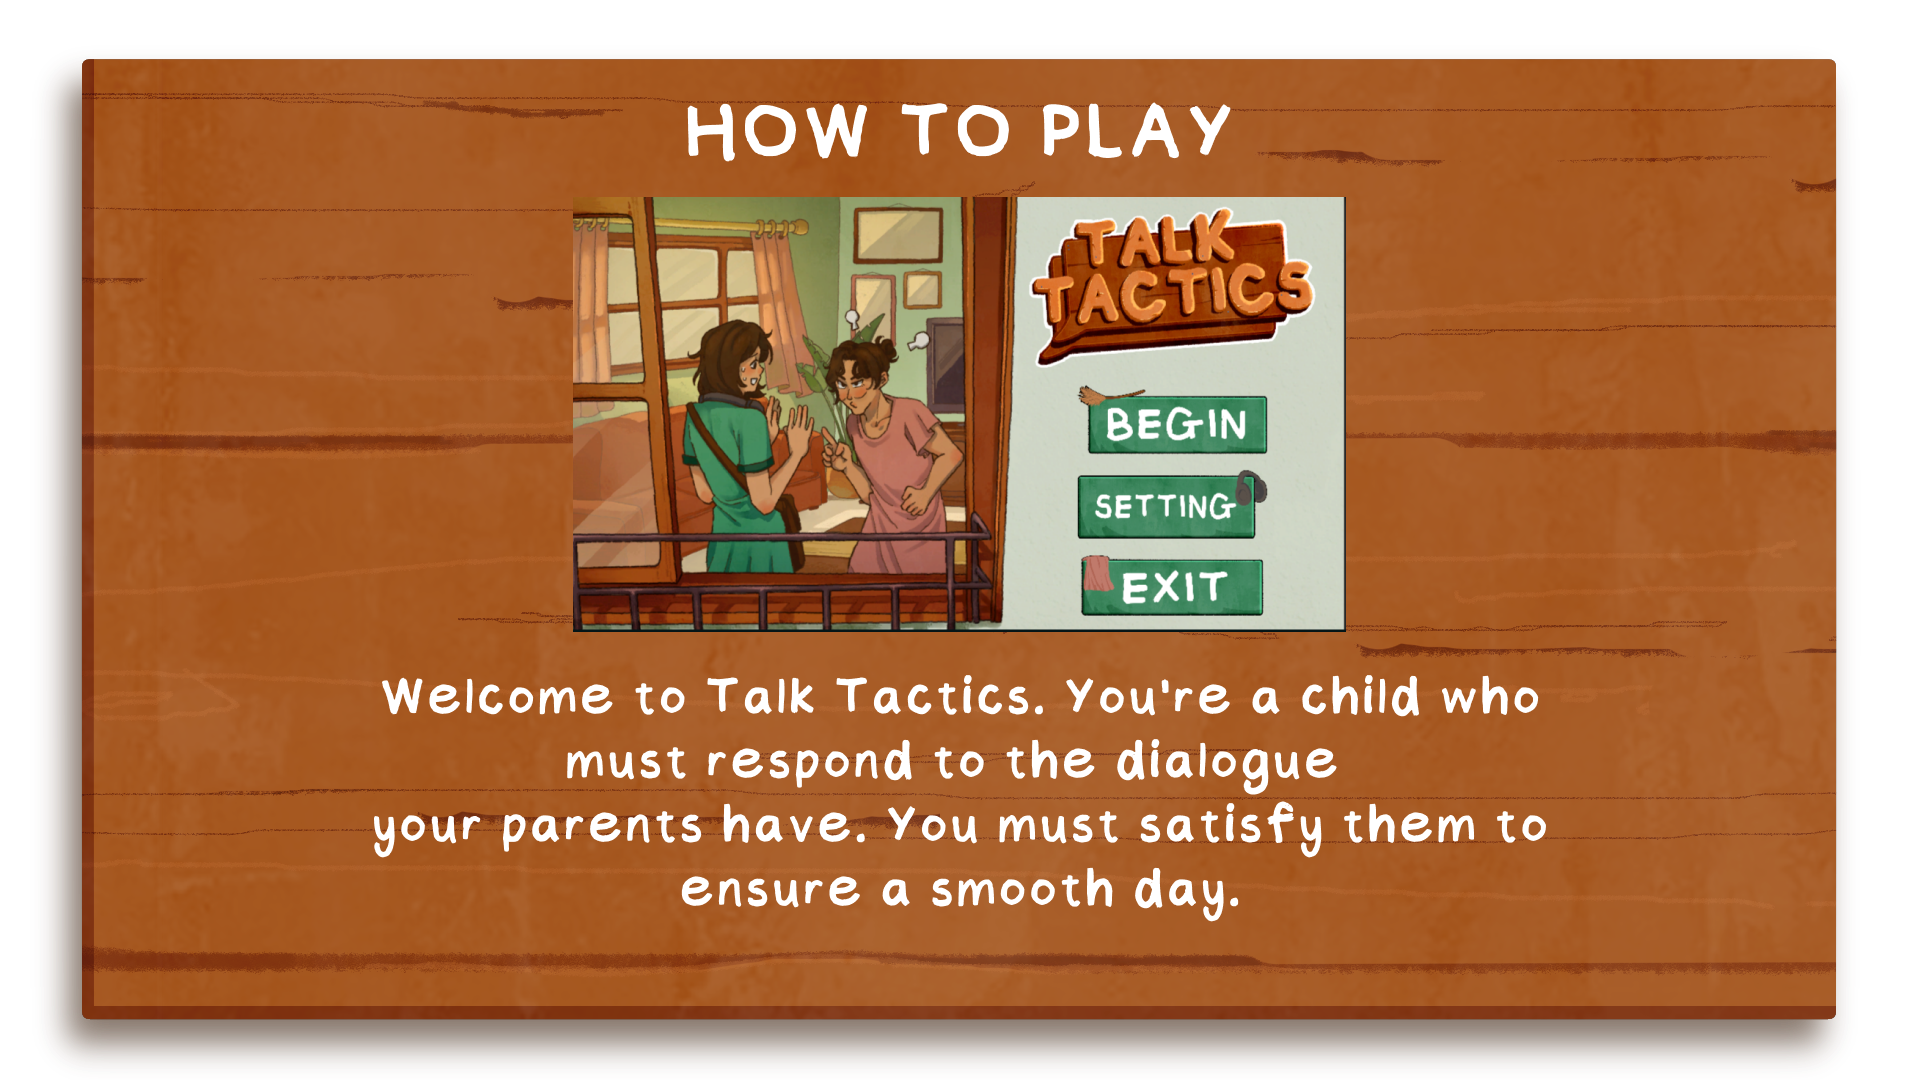 HOW TO PLAY
TALK
TACTICS
BEGIN
SETTING
EXIT
Welcome to Talk Tactics. You're a child who
must respond to the dialogue
your parents have. You must satisfy them to
ensure a smooth day.